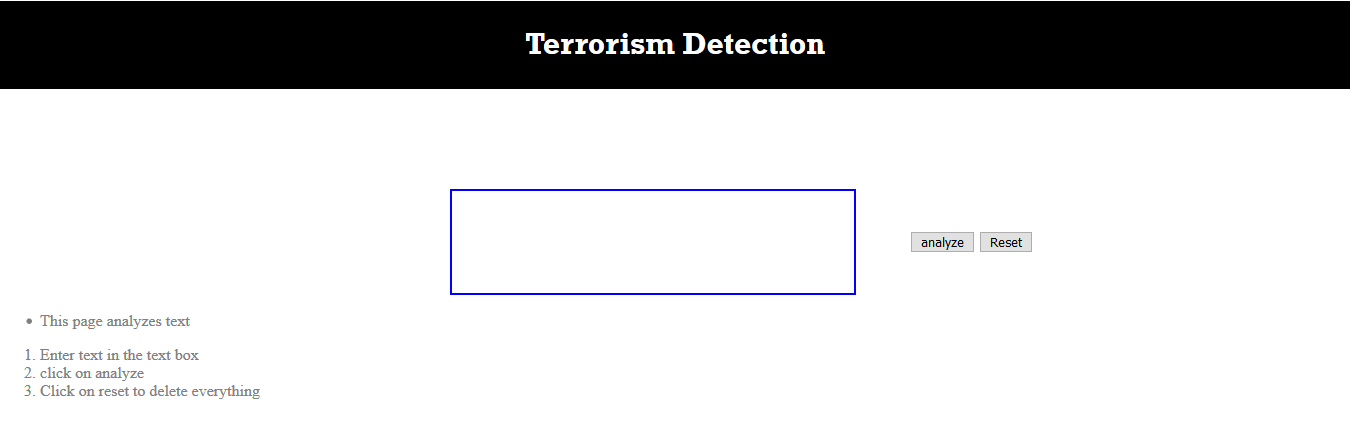 Terrorism Detection
analyze Reset
• This page analyzes text
1. Enter text in the text box
2. click on analyze
3. Click on reset to delete everything